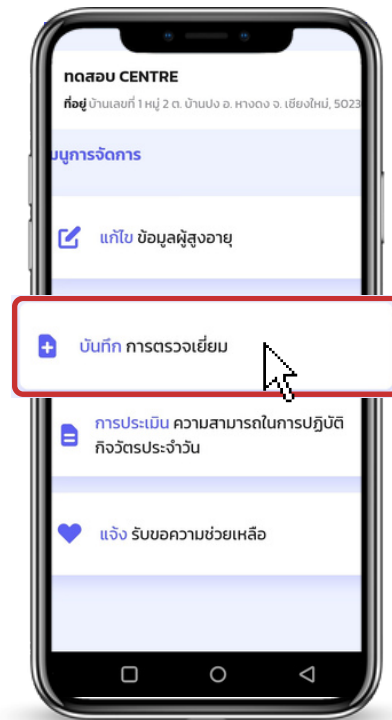 ทดสอบ CENTRE
ที่อยู่ บ้านเลขที่ 1 หมู่ 2 ต. บ้านปง อ. หางดง จ. เชียงใหม่, 5023
มนูการจัดการ
แก้ไข ข้อมูลผู้สูงอายุ
บันทึก การตรวจเยี่ยม
การประเมิน ความสามารถในการปฏิบัติ
กิจวัตรประจำวัน
แจ้ง รับขอความช่วยเหลือ